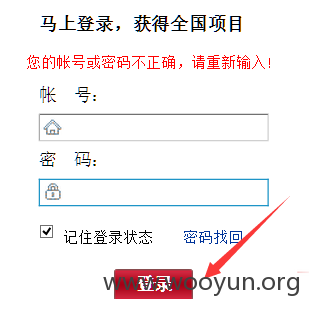 马上登录，获得全国项目
您的帐号或密码不正确，请重新输入!
帐 号：
密 码：
记住登录状态 密码找回
登录
www.wooyun.org